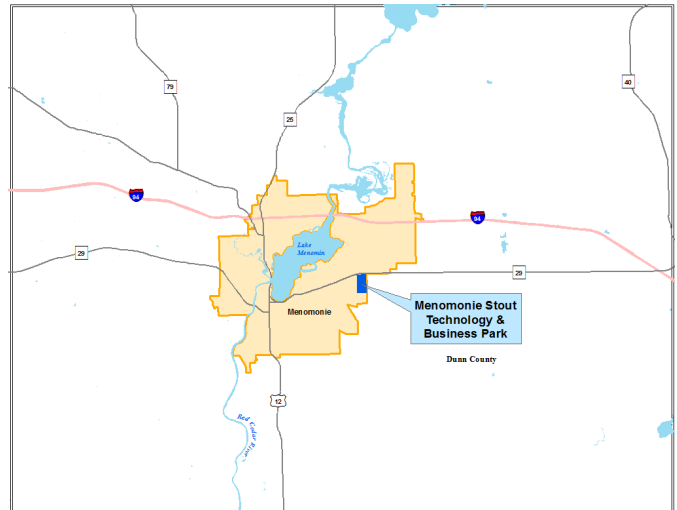 79
40
25
94
94
29
Lake
Menomin
29
Menomonie Stout
Technology &
Business Park
Menomonie
Dunn County
12
Red Cedar River